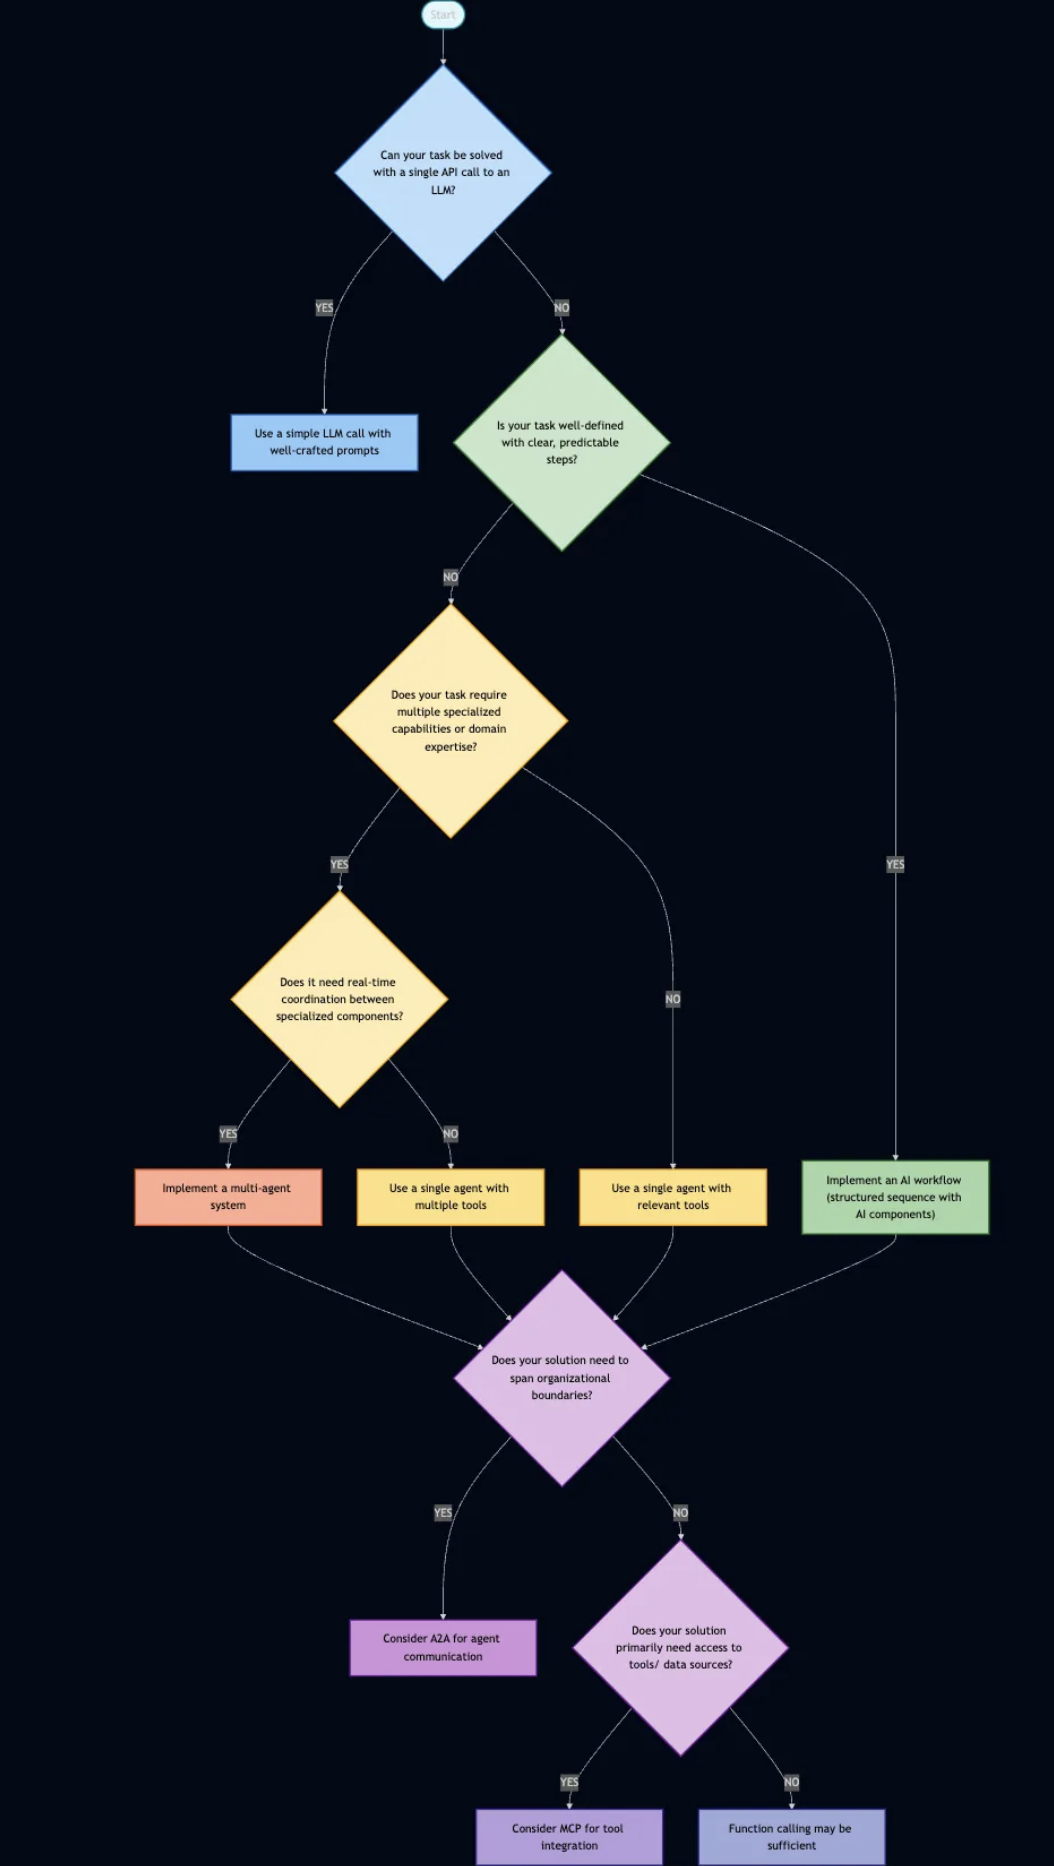 Start
Can your task be solved
with a single API call to an
LLM?
YES
NO
Use a simple LLM call with
well-crafted prompts
Is your task well-defined
with clear, predictable
steps?
NO
Does your task require
multiple specialized
capabilities or domain
expertise?
YES
YES
Does it need real-time
coordination between
specialized components?
NO
YES
NO
Implement a multi-agent
system
Use a single agent with
multiple tools
Use a single agent with
relevant tools
Implement an AI workflow
(structured sequence with
AI components)
Does your solution need to
span organizational
boundaries?
YES
NO
Consider A2A for agent
communication
Does your solution
primarily need access to
tools/ data sources?
YES
NO
Consider MCP for tool
integration
Function calling may be
sufficient